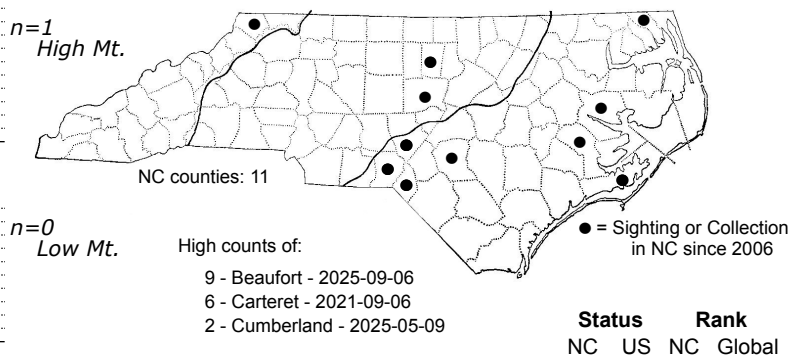 n=1
High Mt.
NC counties: 11
n=0
Low Mt.
High counts of:
9 - Beaufort - 2025-09-06
6 - Carteret - 2021-09-06
2 - Cumberland - 2025-05-09
● = Sighting or Collection
in NC since 2006
Status Rank
NC US NC Global